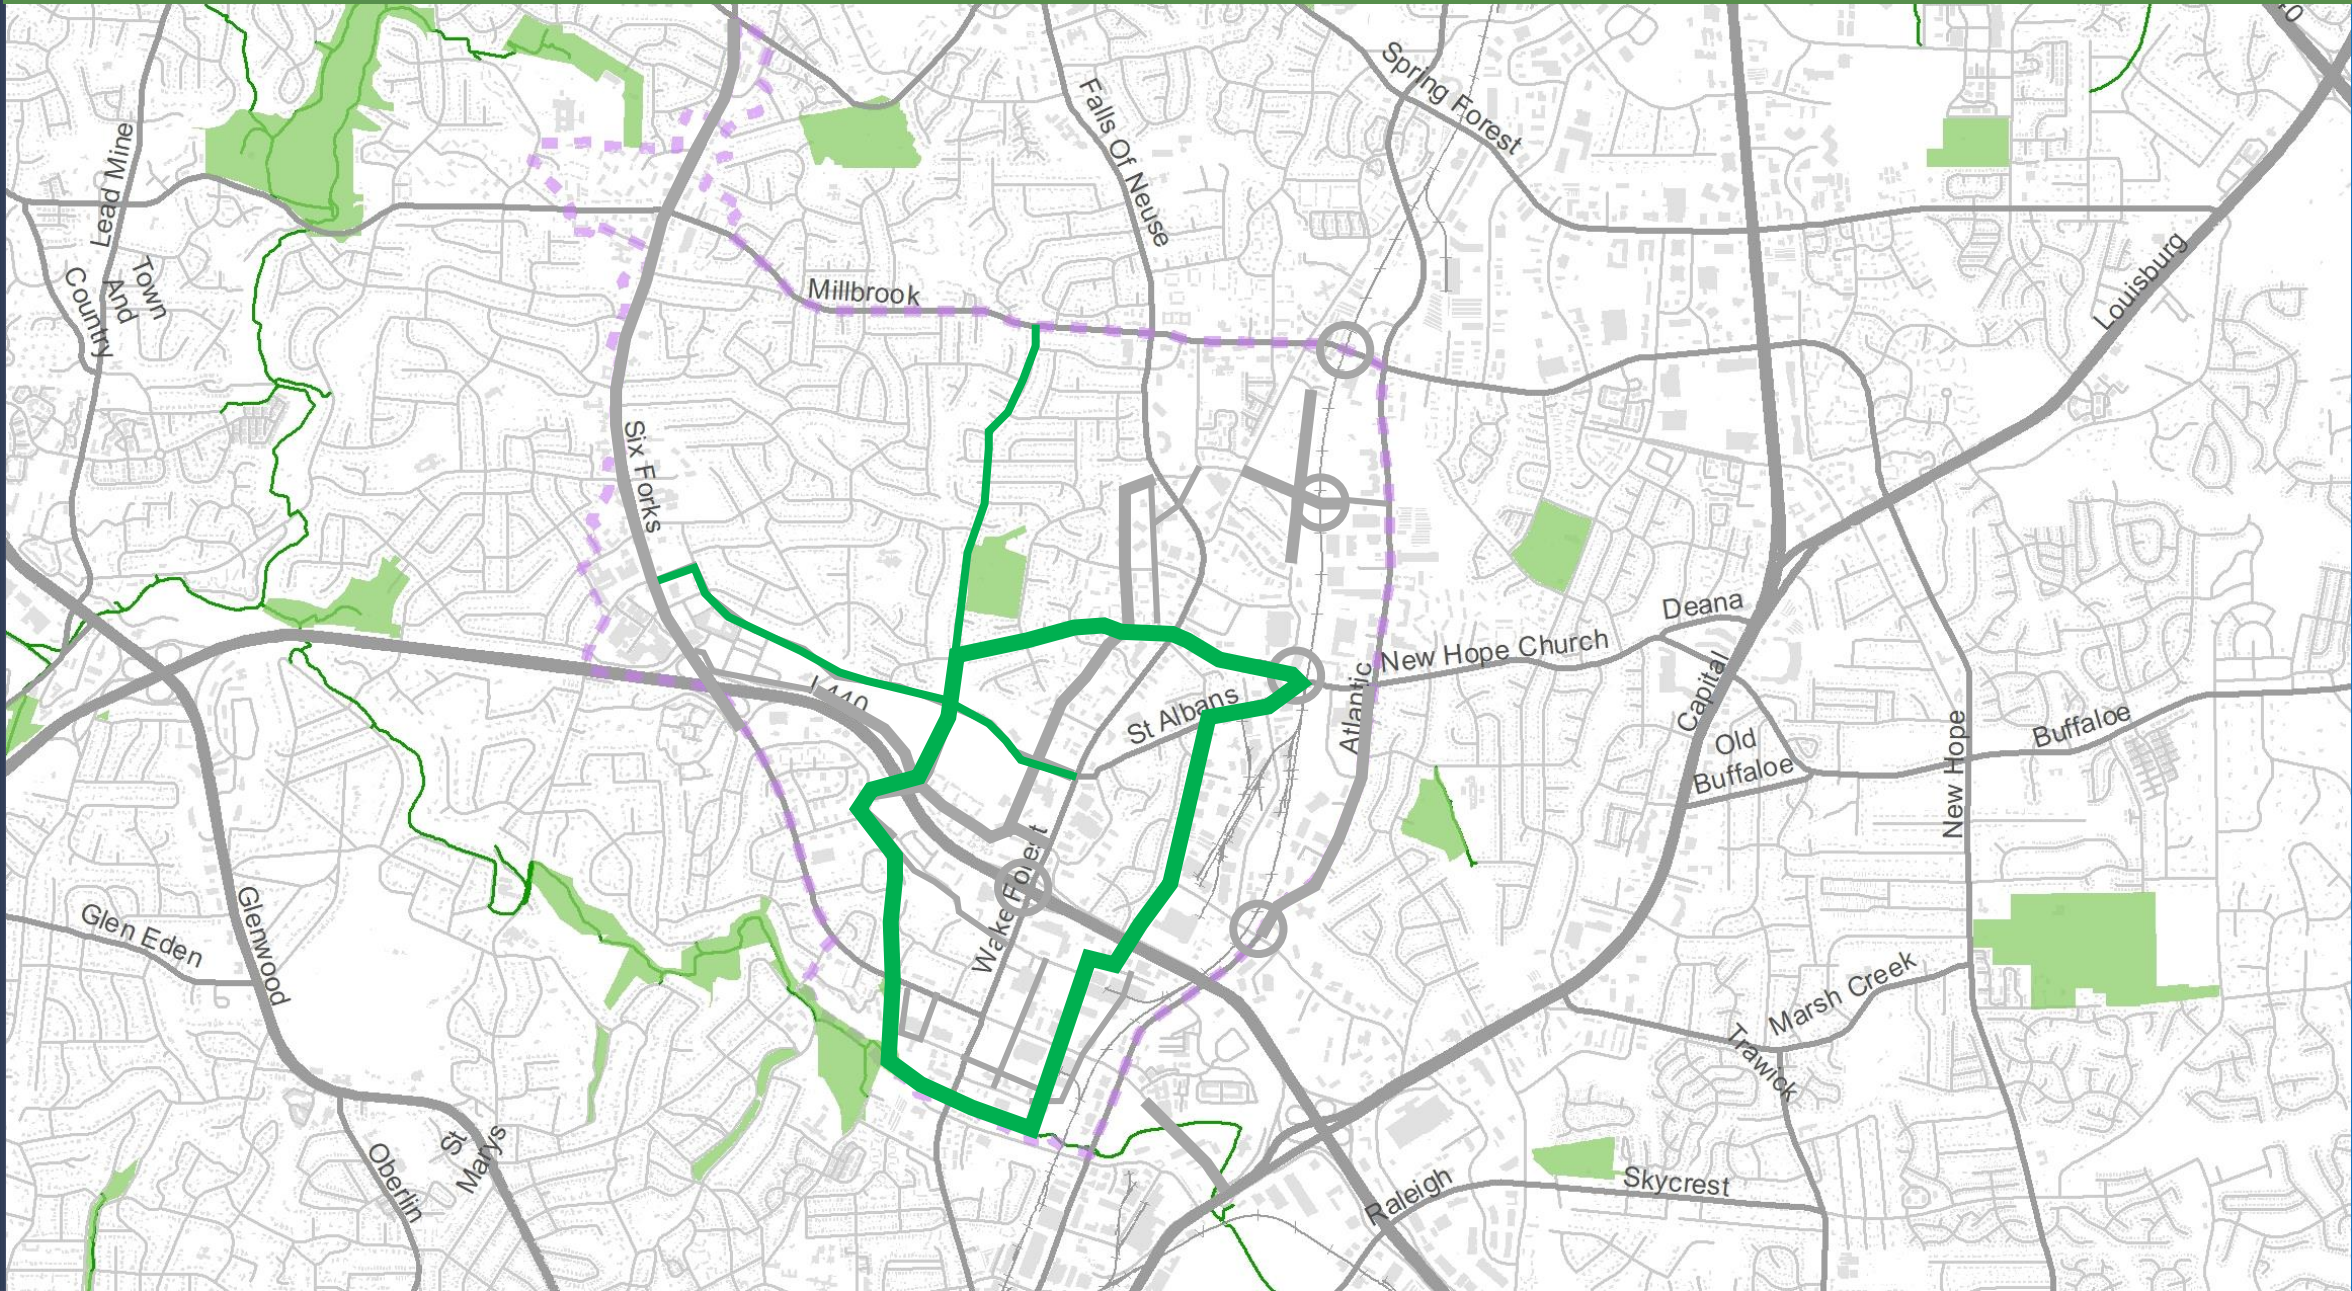 40
Spring Forest
Falls Of Neuse
Lead Mine
Town
And
Country
Millbrook
Louisburg
Six Forks
Deana
New Hope Church
I-440
St Albans
Atlantic
Capital
Old
Buffaloe
Buffaloe
New Hope
Wake Forest
Glen Eden
Glenwood
Marsh Creek
Trawick
St
Marys
Oberlin
Raleigh
Skycrest